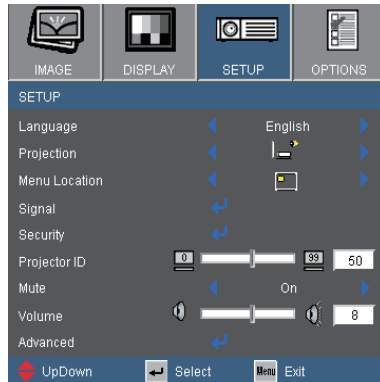 IMAGE DISPLAY SETUP OPTIONS
SETUP
Language English
Projection
Menu Location
Signal
Security
Projector ID 0 99 50
Mute On
Volume 8
Advanced
UpDown Select Menu Exit